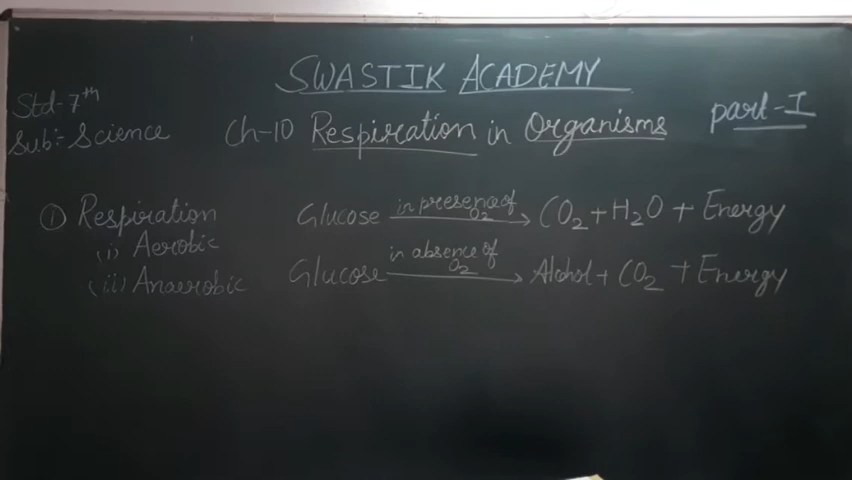 SWASTIK ACADEMY
Std-7th
Sub:- Science
Ch-10 Respiration in Organisms
part-I
① Respiration
(i) Aerobic
(ii) Anaerobic
Glucose in presence of O2 → CO2 + H2O + Energy
Glucose in absence of O2 → Alcohol + CO2 + Energy